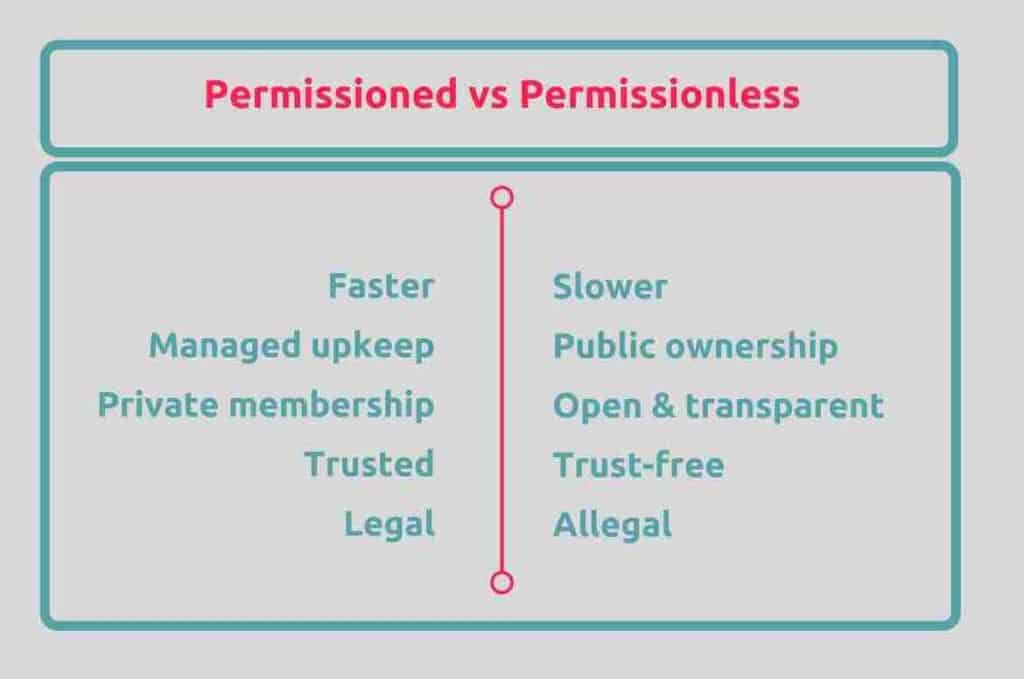 Permissioned vs Permissionless
Faster
Slower
Managed upkeep
Public ownership
Private membership
Open & transparent
Trusted
Trust-free
Legal
Allegal